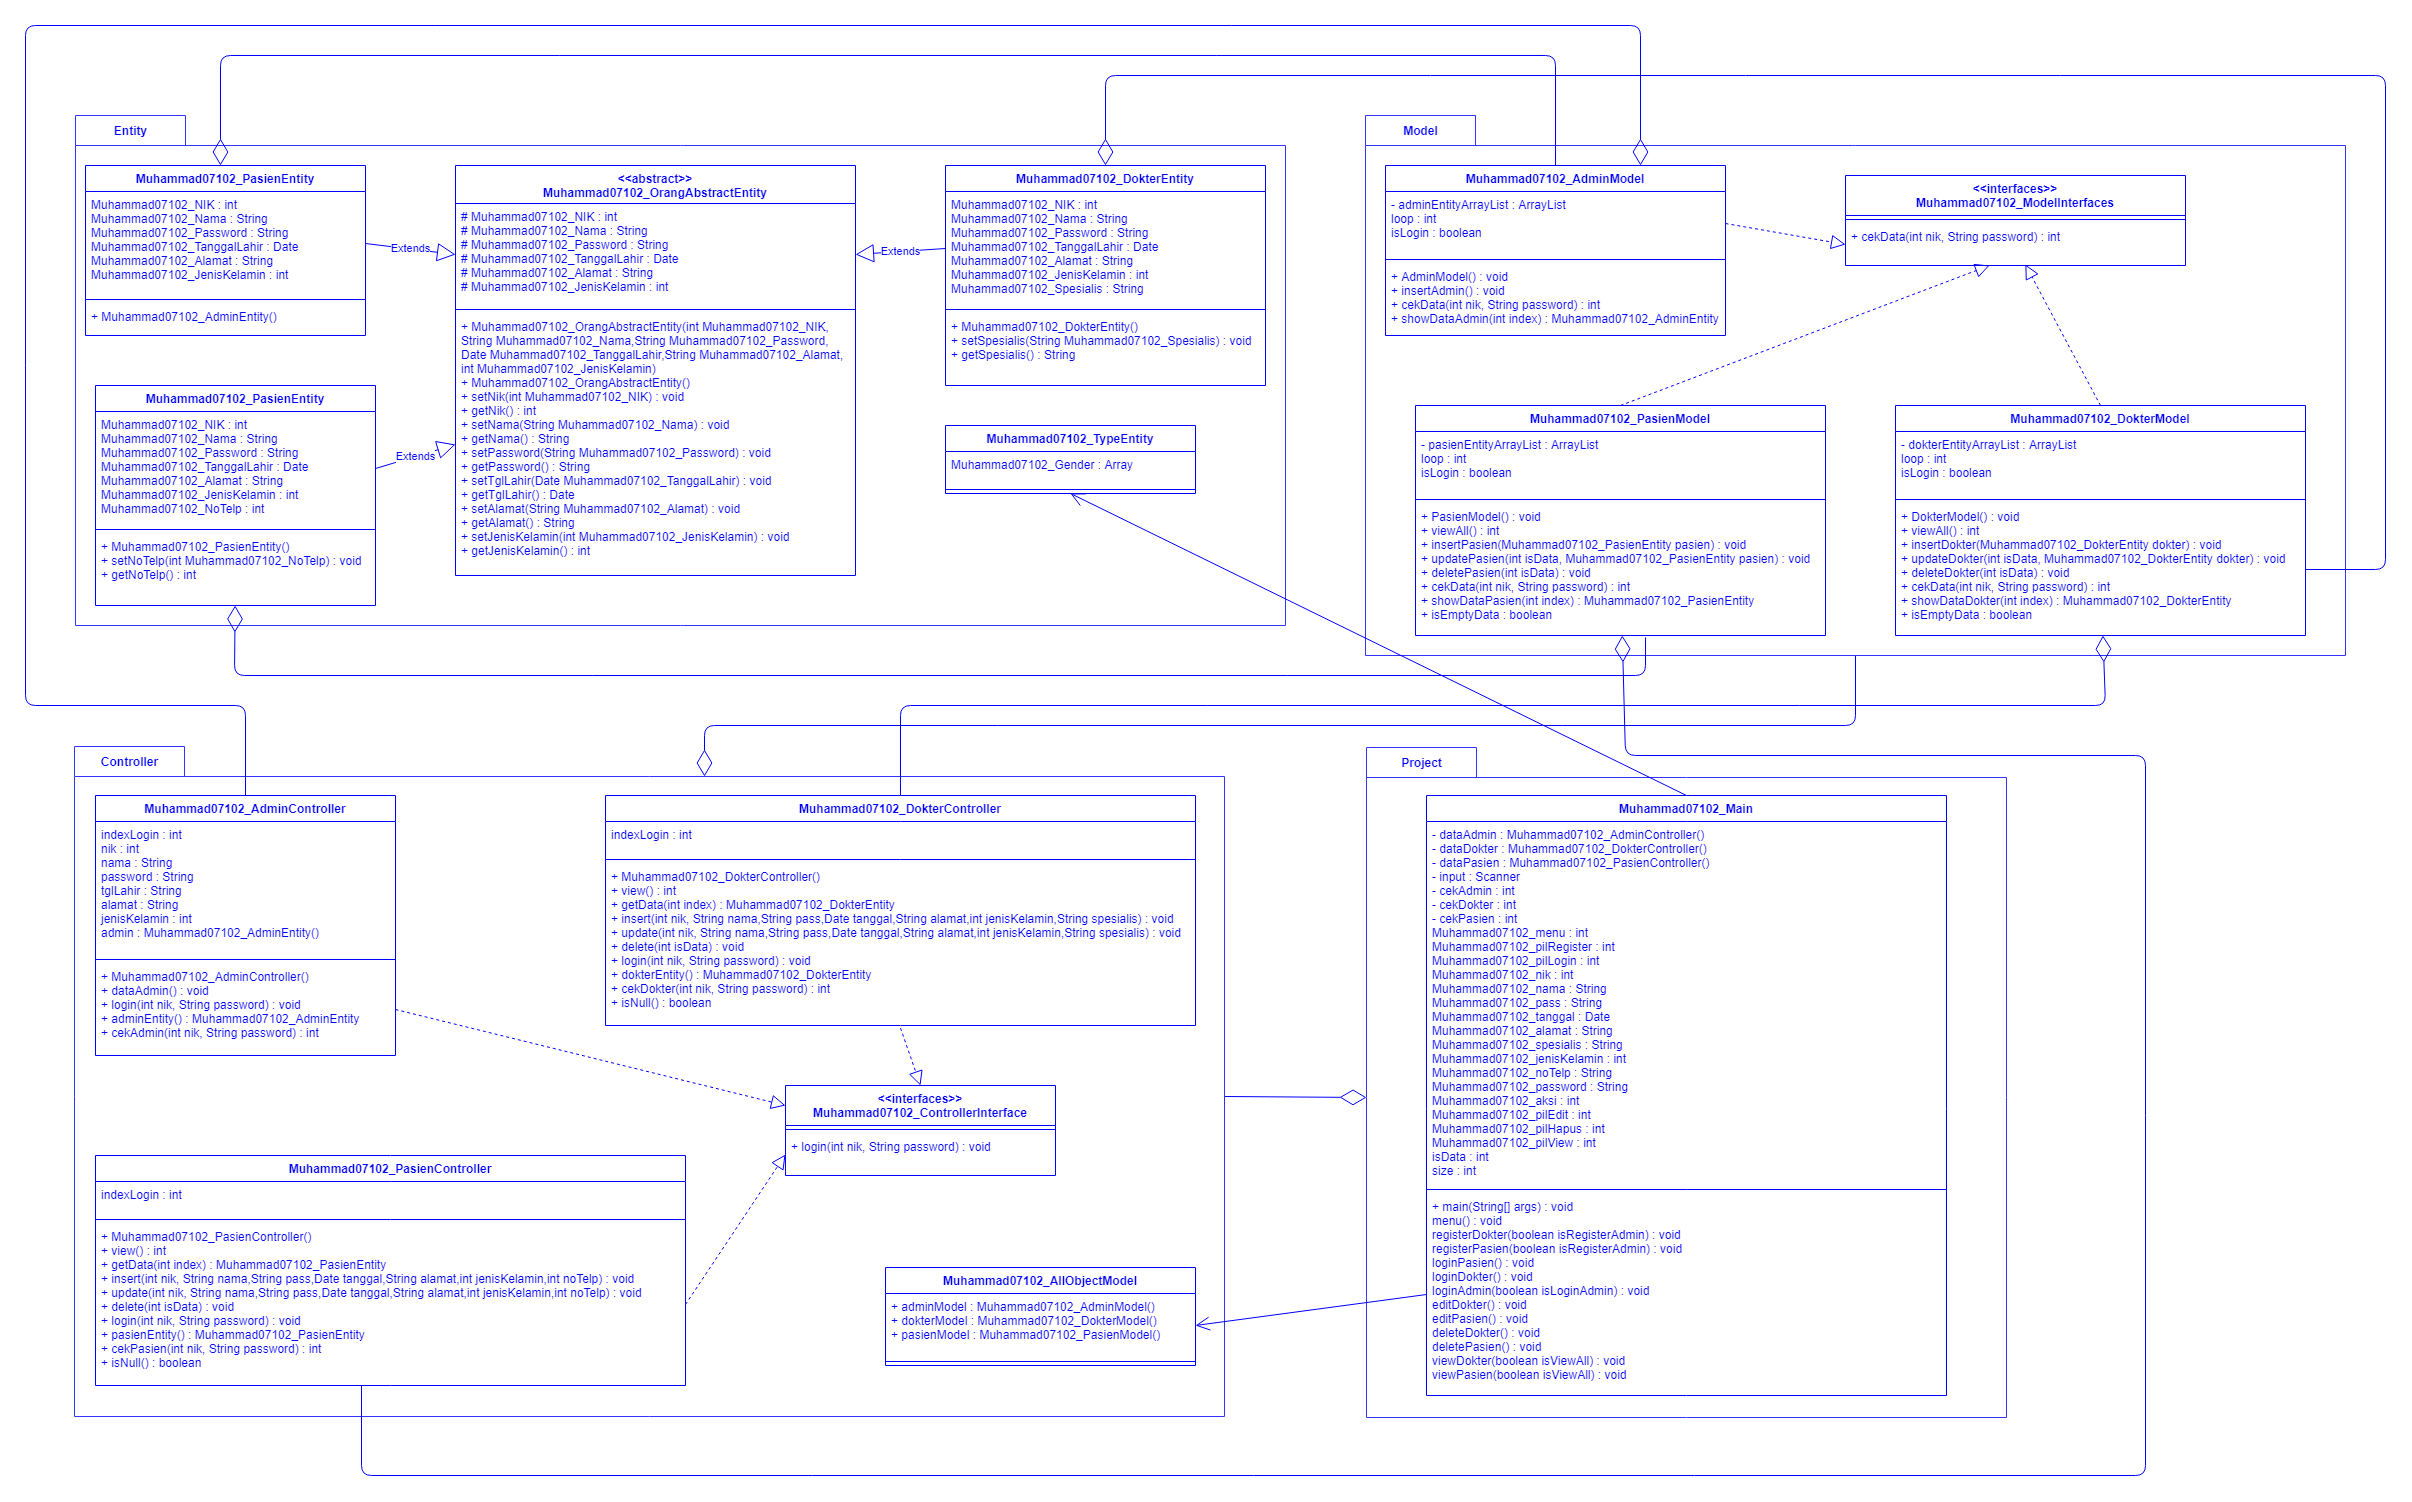 Entity
Muhammad07102_PasienEntity
Muhammad07102_NIK : int
Muhammad07102_Nama : String
Muhammad07102_Password : String
Muhammad07102_TanggalLahir : Date
Muhammad07102_Alamat : String
Muhammad07102_JenisKelamin : int
+ Muhammad07102_AdminEntity()
Extends
<<abstract>>
Muhammad07102_OrangAbstractEntity
# Muhammad07102_NIK : int
# Muhammad07102_Nama : String
# Muhammad07102_Password : String
# Muhammad07102_TanggalLahir : Date
# Muhammad07102_Alamat : String
# Muhammad07102_JenisKelamin : int
+ Muhammad07102_OrangAbstractEntity(int Muhammad07102_NIK,
String Muhammad07102_Nama,String Muhammad07102_Password,
Date Muhammad07102_TanggalLahir,String Muhammad07102_Alamat,
int Muhammad07102_JenisKelamin)
+ Muhammad07102_OrangAbstractEntity()
+ setNik(int Muhammad07102_NIK) : void
+ getNik() : int
+ setNama(String Muhammad07102_Nama) : void
+ getNama() : String
+ setPassword(String Muhammad07102_Password) : void
+ getPassword() : String
+ setTglLahir(Date Muhammad07102_TanggalLahir) : void
+ getTglLahir() : Date
+ setAlamat(String Muhammad07102_Alamat) : void
+ getAlamat() : String
+ setJenisKelamin(int Muhammad07102_JenisKelamin) : void
+ getJenisKelamin() : int
Extends
Muhammad07102_DokterEntity
Muhammad07102_NIK : int
Muhammad07102_Nama : String
Muhammad07102_Password : String
Muhammad07102_TanggalLahir : Date
Muhammad07102_Alamat : String
Muhammad07102_JenisKelamin : int
Muhammad07102_Spesialis : String
+ Muhammad07102_DokterEntity()
+ setSpesialis(String Muhammad07102_Spesialis) : void
+ getSpesialis() : String
Muhammad07102_PasienEntity
Muhammad07102_NIK : int
Muhammad07102_Nama : String
Muhammad07102_Password : String
Muhammad07102_TanggalLahir : Date
Muhammad07102_Alamat : String
Muhammad07102_JenisKelamin : int
Muhammad07102_NoTelp : int
+ Muhammad07102_PasienEntity()
+ setNoTelp(int Muhammad07102_NoTelp) : void
+ getNoTelp() : int
Extends
Muhammad07102_TypeEntity
Muhammad07102_Gender : Array
Model
Muhammad07102_AdminModel
- adminEntityArrayList : ArrayList
loop : int
isLogin : boolean
+ AdminModel() : void
+ insertAdmin() : void
+ cekData(int nik, String password) : int
+ showDataAdmin(int index) : Muhammad07102_AdminEntity
<<interfaces>>
Muhammad07102_ModelInterfaces
+ cekData(int nik, String password) : int
Muhammad07102_PasienModel
- pasienEntityArrayList : ArrayList
loop : int
isLogin : boolean
+ PasienModel() : void
+ viewAll() : int
+ insertPasien(Muhammad07102_PasienEntity pasien) : void
+ updatePasien(int isData, Muhammad07102_PasienEntity pasien) : void
+ deletePasien(int isData) : void
+ cekData(int nik, String password) : int
+ showDataPasien(int index) : Muhammad07102_PasienEntity
+ isEmptyData : boolean
Muhammad07102_DokterModel
- dokterEntityArrayList : ArrayList
loop : int
isLogin : boolean
+ DokterModel() : void
+ viewAll() : int
+ insertDokter(Muhammad07102_DokterEntity dokter) : void
+ updateDokter(int isData, Muhammad07102_DokterEntity dokter) : void
+ deleteDokter(int isData) : void
+ cekData(int nik, String password) : int
+ showDataDokter(int index) : Muhammad07102_DokterEntity
+ isEmptyData : boolean
Controller
Muhammad07102_AdminController
indexLogin : int
nik : int
nama : String
password : String
tglLahir : String
alamat : String
jenisKelamin : int
admin : Muhammad07102_AdminEntity()
+ Muhammad07102_AdminController()
+ dataAdmin() : void
+ login(int nik, String password) : void
+ adminEntity() : Muhammad07102_AdminEntity
+ cekAdmin(int nik, String password) : int
Muhammad07102_DokterController
indexLogin : int
+ Muhammad07102_DokterController()
+ view() : int
+ getData(int index) : Muhammad07102_DokterEntity
+ insert(int nik, String nama,String pass,Date tanggal,String alamat,int jenisKelamin,String spesialis) : void
+ update(int nik, String nama,String pass,Date tanggal,String alamat,int jenisKelamin,String spesialis) : void
+ delete(int isData) : void
+ login(int nik, String password) : void
+ dokterEntity() : Muhammad07102_DokterEntity
+ cekDokter(int nik, String password) : int
+ isNull() : boolean
<<interfaces>>
Muhammad07102_ControllerInterface
+ login(int nik, String password) : void
Muhammad07102_PasienController
indexLogin : int
+ Muhammad07102_PasienController()
+ view() : int
+ getData(int index) : Muhammad07102_PasienEntity
+ insert(int nik, String nama,String pass,Date tanggal,String alamat,int jenisKelamin,int noTelp) : void
+ update(int nik, String nama,String pass,Date tanggal,String alamat,int jenisKelamin,int noTelp) : void
+ delete(int isData) : void
+ login(int nik, String password) : void
+ pasienEntity() : Muhammad07102_PasienEntity
+ cekPasien(int nik, String password) : int
+ isNull() : boolean
Muhammad07102_AllObjectModel
+ adminModel : Muhammad07102_AdminModel()
+ dokterModel : Muhammad07102_DokterModel()
+ pasienModel : Muhammad07102_PasienModel()
Project
Muhammad07102_Main
- dataAdmin : Muhammad07102_AdminController()
- dataDokter : Muhammad07102_DokterController()
- dataPasien : Muhammad07102_PasienController()
- input : Scanner
- cekAdmin : int
- cekDokter : int
- cekPasien : int
Muhammad07102_menu : int
Muhammad07102_pilRegister : int
Muhammad07102_pilLogin : int
Muhammad07102_nik : int
Muhammad07102_nama : String
Muhammad07102_pass : String
Muhammad07102_tanggal : Date
Muhammad07102_alamat : String
Muhammad07102_spesialis : String
Muhammad07102_jenisKelamin : int
Muhammad07102_noTelp : String
Muhammad07102_password : String
Muhammad07102_aksi : int
Muhammad07102_pilEdit : int
Muhammad07102_pilHapus : int
Muhammad07102_pilView : int
isData : int
size : int
+ main(String[] args) : void
menu() : void
registerDokter(boolean isRegisterAdmin) : void
registerPasien(boolean isRegisterAdmin) : void
loginPasien() : void
loginDokter() : void
loginAdmin(boolean isLoginAdmin) : void
editDokter() : void
editPasien() : void
deleteDokter() : void
deletePasien() : void
viewDokter(boolean isViewAll) : void
viewPasien(boolean isViewAll) : void